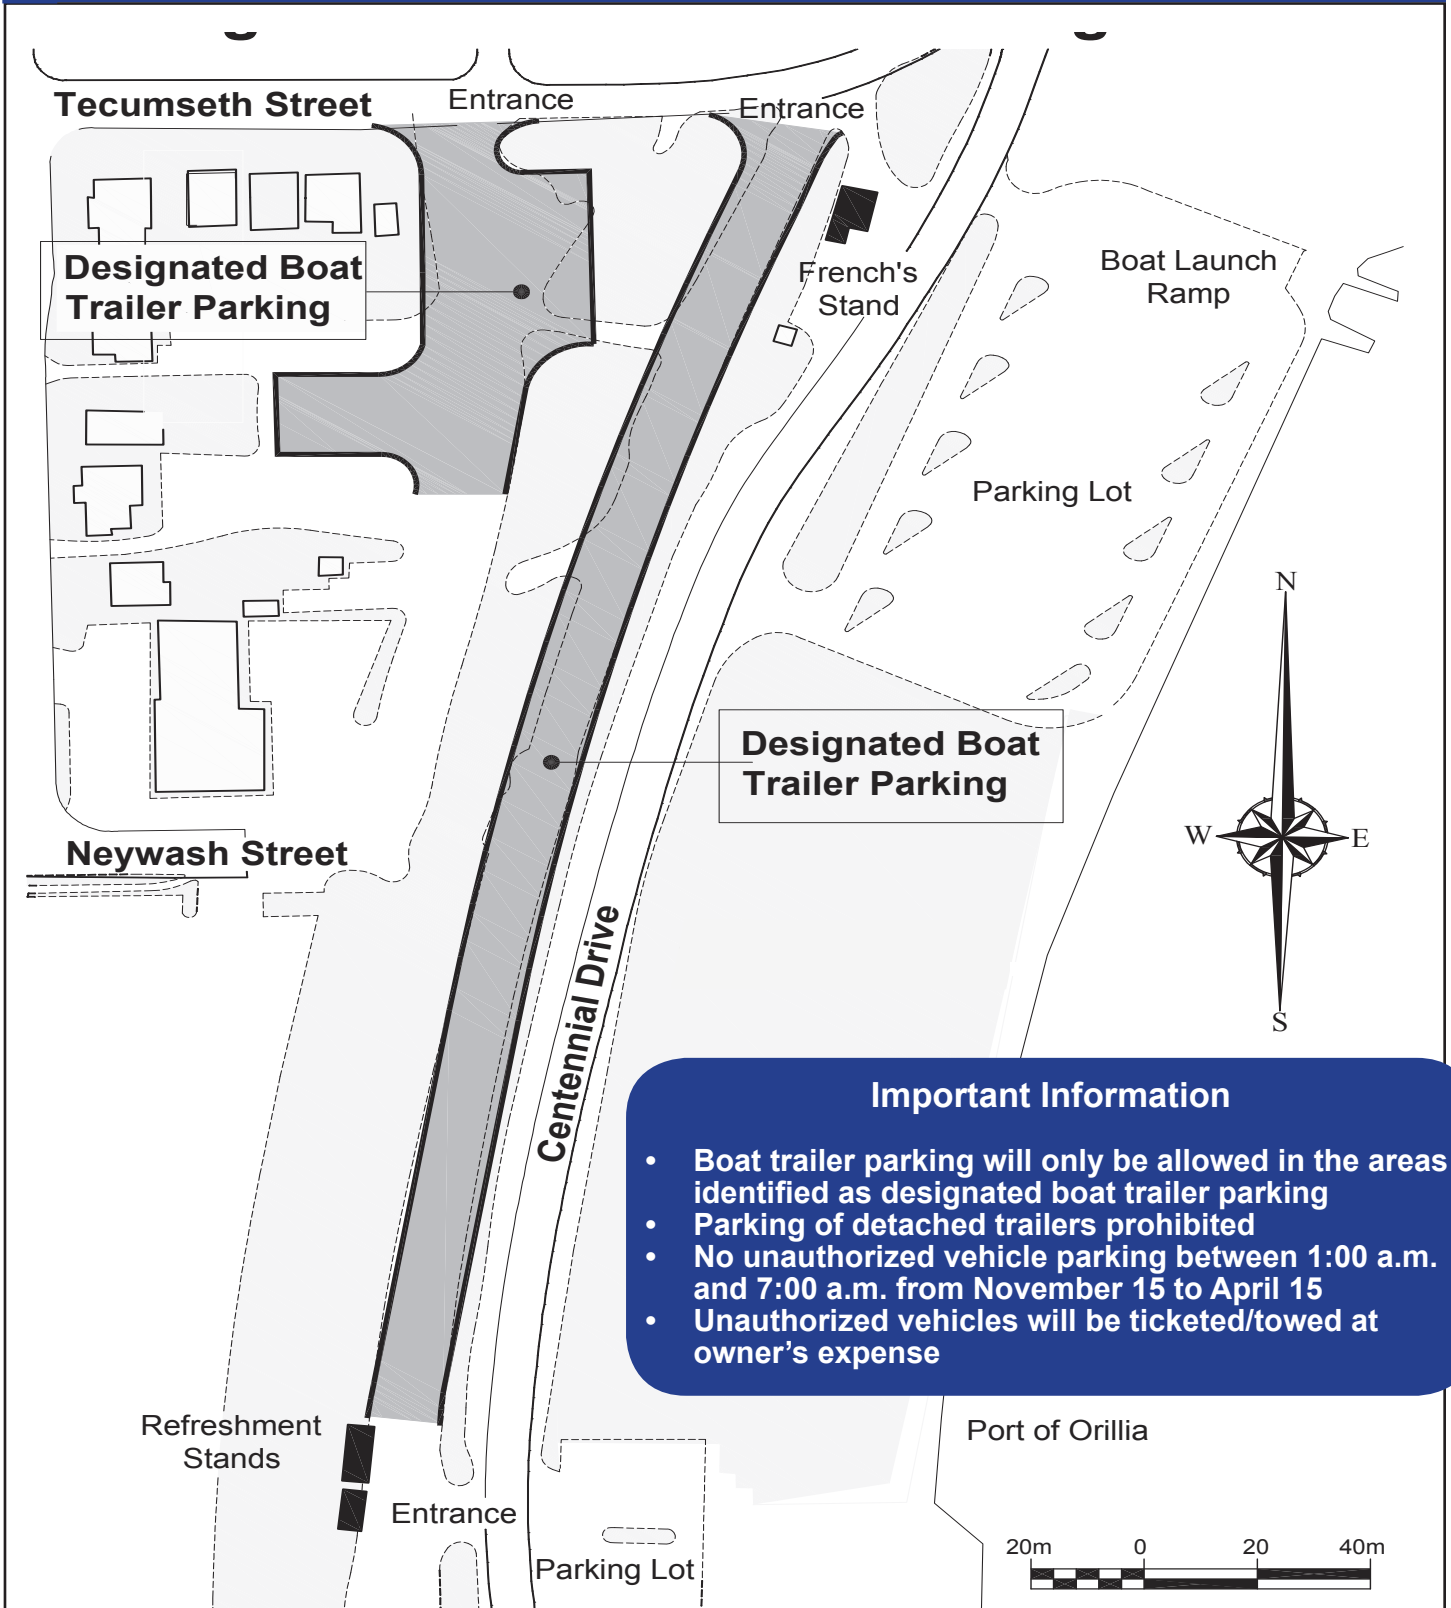 Tecumseth Street
Entrance
Entrance
Designated Boat
Trailer Parking
French's
Stand
Boat Launch
Ramp
Parking Lot
N
W
E
S
Designated Boat
Trailer Parking
Neywash Street
Centennial Drive
Important Information
• Boat trailer parking will only be allowed in the areas
identified as designated boat trailer parking
• Parking of detached trailers prohibited
• No unauthorized vehicle parking between 1:00 a.m.
and 7:00 a.m. from November 15 to April 15
• Unauthorized vehicles will be ticketed/towed at
owner’s expense
Refreshment
Stands
Port of Orillia
Entrance
Parking Lot
20m 0 20 40m